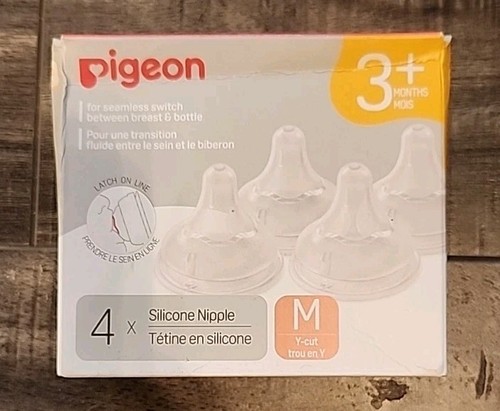 pigeon
3+
MONTHS
MOIS
for seamless switch
between breast & bottle
Pour une transition
fluide entre le sein et le biberon
LATCH ON LINE
PRENDRE LE SEIN EN LIGNE
4 x
Silicone Nipple
Tétine en silicone
M
Y-cut
trou en Y